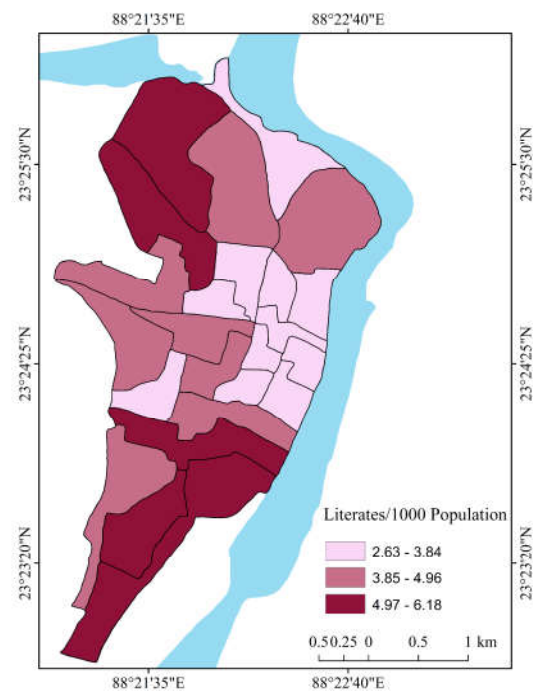 88°21'35"E 88°22'40"E
23°25'30"N 23°25'30"N
23°24'25"N 23°24'25"N
Literates/1000 Population
2.63 - 3.84
3.85 - 4.96
4.97 - 6.18
23°23'20"N 23°23'20"N
0.5 0.25 0 0.5 1 km
88°21'35"E 88°22'40"E